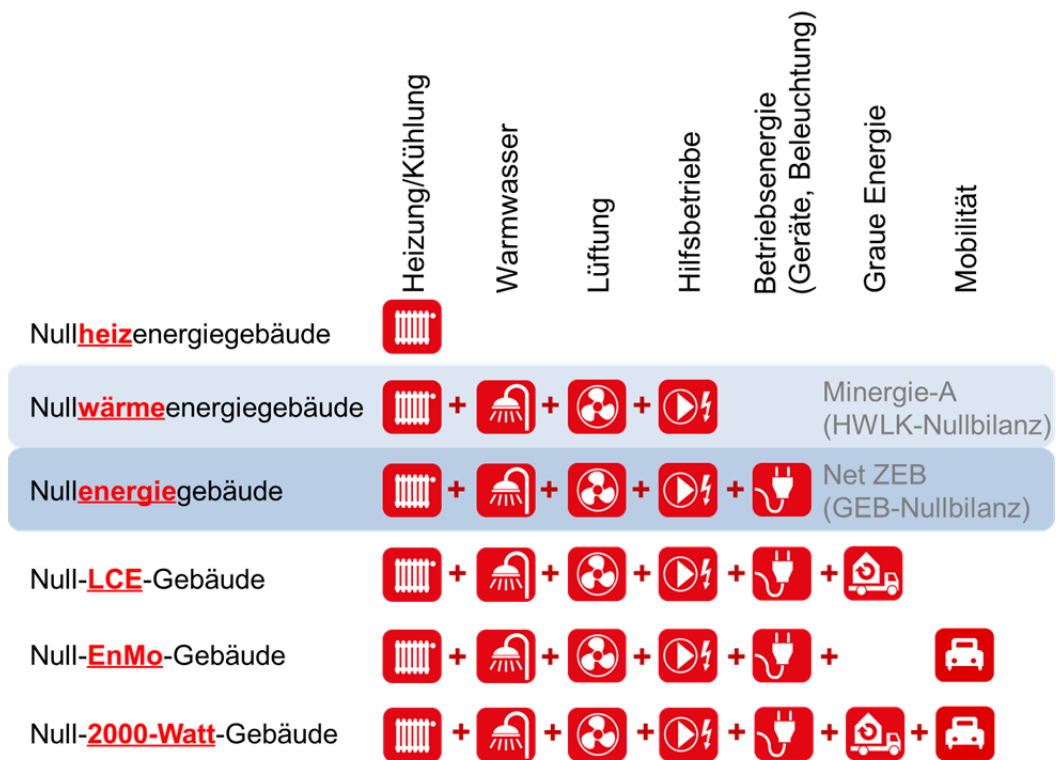 Heizung/Kühlung
Warmwasser
Lüftung
Hilfsbetriebe
Betriebsenergie
(Geräte, Beleuchtung)
Graue Energie
Mobilität
Nullheizenergiegebäude
Nullwärmeenergiegebäude + + + Minergie-A
(HWLK-Nullbilanz)
Nullenergiegebäude + + + + Net ZEB
(GEB-Nullbilanz)
Null-LCE-Gebäude + + + + +
Null-EnMo-Gebäude + + + + +
Null-2000-Watt-Gebäude + + + + + +